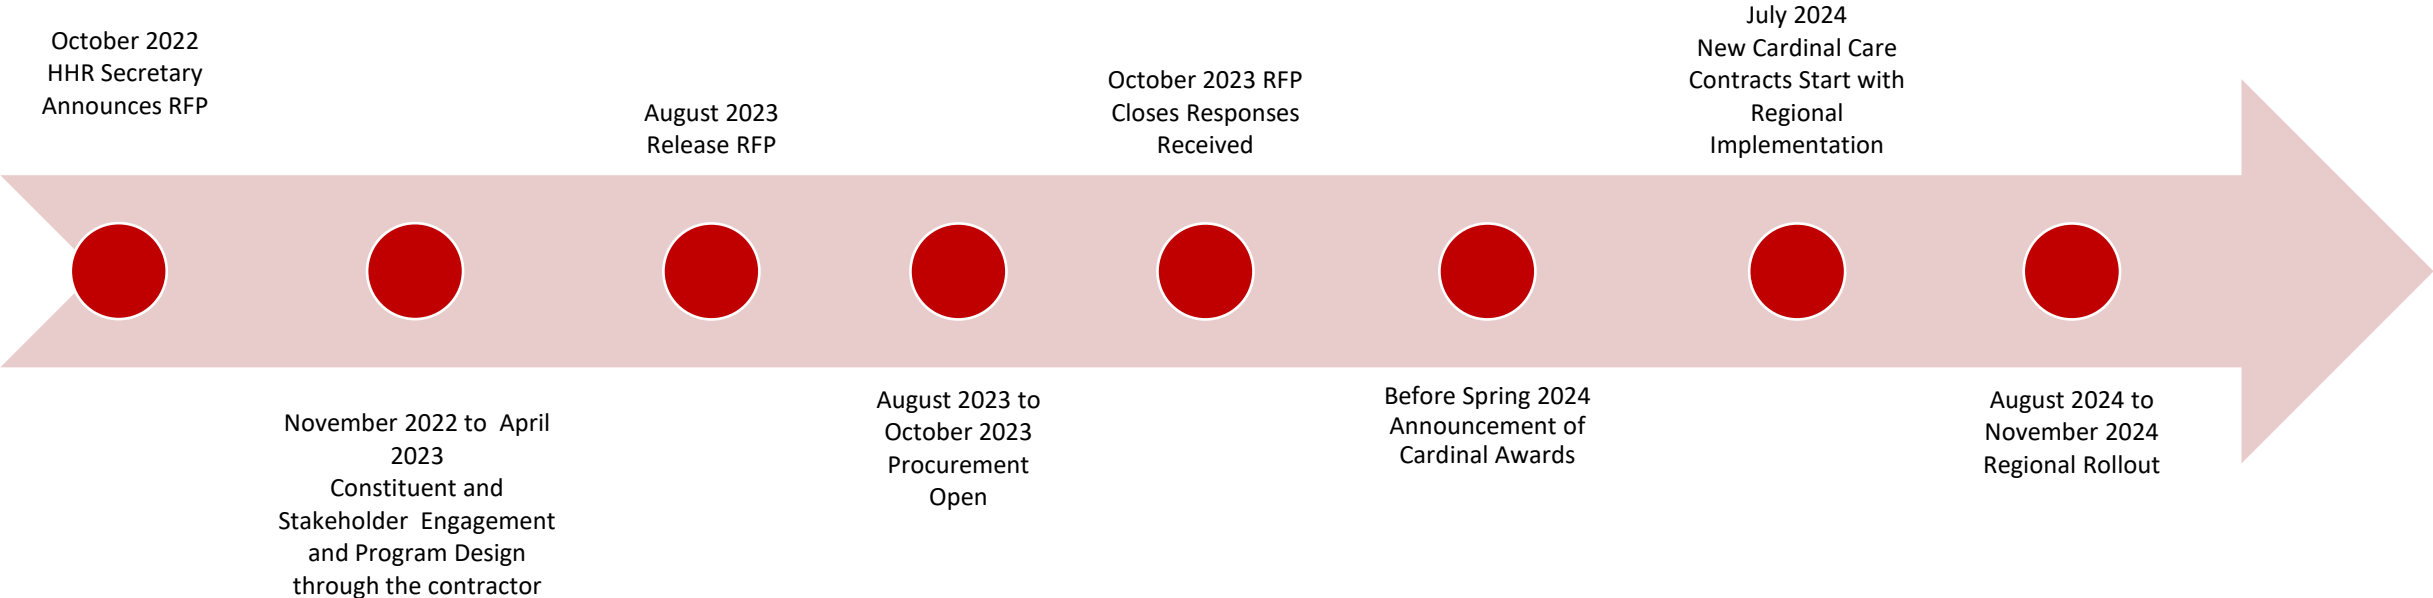 October 2022
HHR Secretary
Announces RFP
November 2022 to  April
2023
Constituent and
Stakeholder  Engagement
and Program Design
through the contractor
August 2023
Release RFP
August 2023 to
October 2023
Procurement
Open
October 2023 RFP
Closes Responses
Received
Before Spring 2024
Announcement of
Cardinal Awards
July 2024
New Cardinal Care
Contracts Start with
Regional
Implementation
August 2024 to
November 2024
Regional Rollout